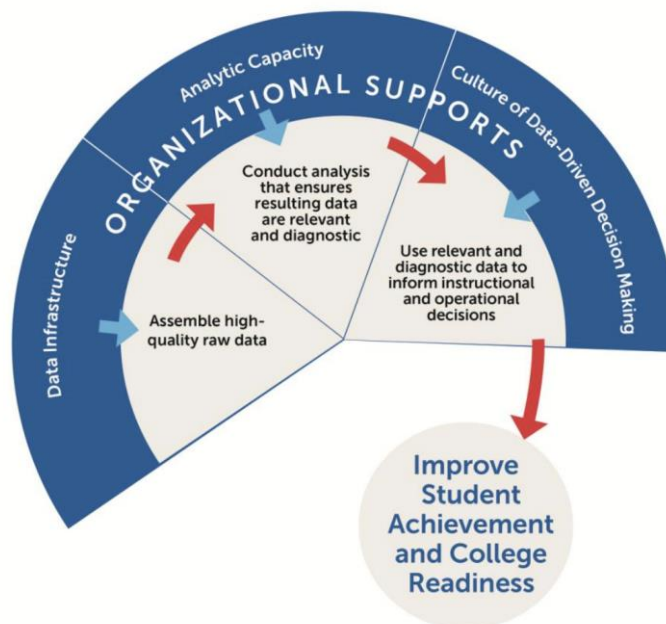 ORGANIZATIONAL SUPPORTS
Data Infrastructure
Analytic Capacity
Culture of Data-Driven Decision Making
Assemble high-
quality raw data
Conduct analysis
that ensures
resulting data
are relevant
and diagnostic
Use relevant and
diagnostic data to
inform instructional
and operational
decisions
Improve
Student
Achievement
and College
Readiness